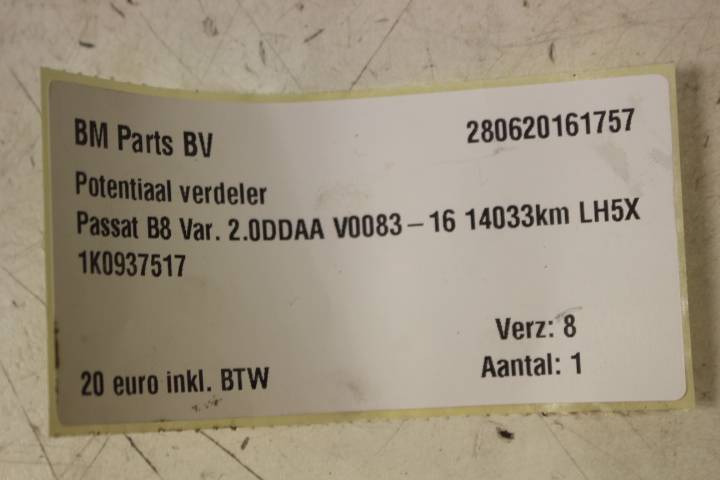 BM Parts BV 280620161757
Potentiaal verdeler
Passat B8 Var. 2.0DDAA V0083-16 14033km LH5X
1K0937517
Verz: 8
20 euro inkl. BTW Aantal: 1